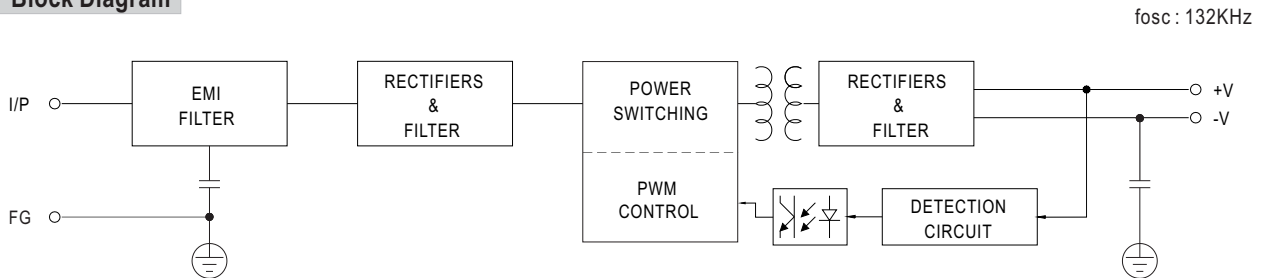 Block Diagram
fosc : 132KHz
I/P
EMI
FILTER
RECTIFIERS
&
FILTER
POWER
SWITCHING
RECTIFIERS
&
FILTER
+V
-V
PWM
CONTROL
DETECTION
CIRCUIT
FG